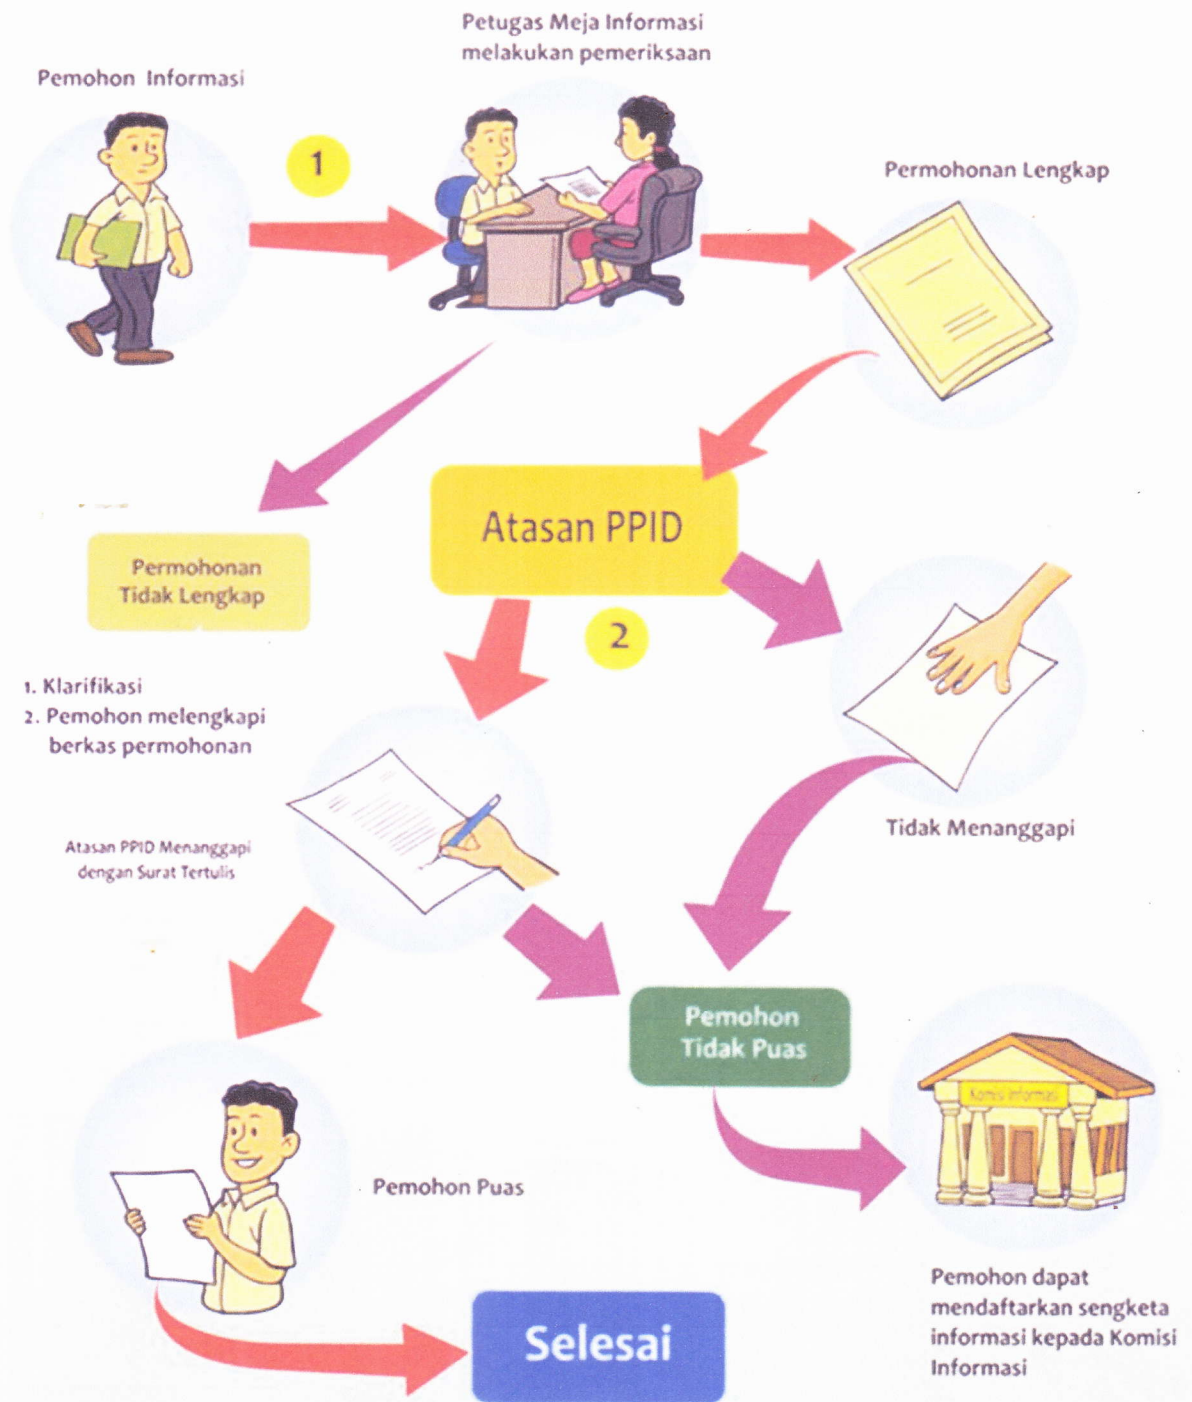 Petugas Meja Informasi
melakukan pemeriksaan
Pemohon Informasi
1
Permohonan Lengkap
Atasan PPID
Permohonan
Tidak Lengkap
2
1. Klarifikasi
2. Pemohon melengkapi
berkas permohonan
Tidak Menanggapi
Atasan PPID Menanggapi
dengan Surat Tertulis
Pemohon
Tidak Puas
Komisi Informasi
Pemohon Puas
Pemohon dapat
mendaftarkan sengketa
informasi kepada Komisi
Informasi
Selesai